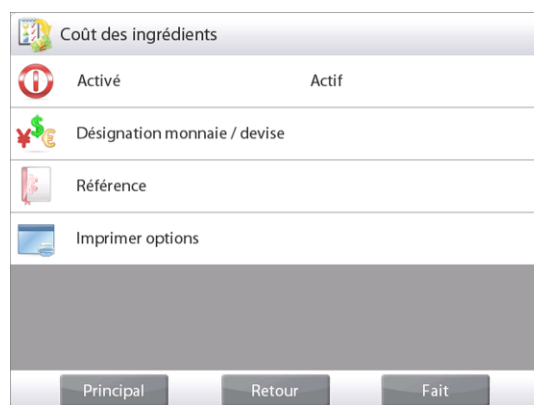 Coût des ingrédients
Activé Actif
Désignation monnaie / devise
Référence
Imprimer options
Principal Retour Fait